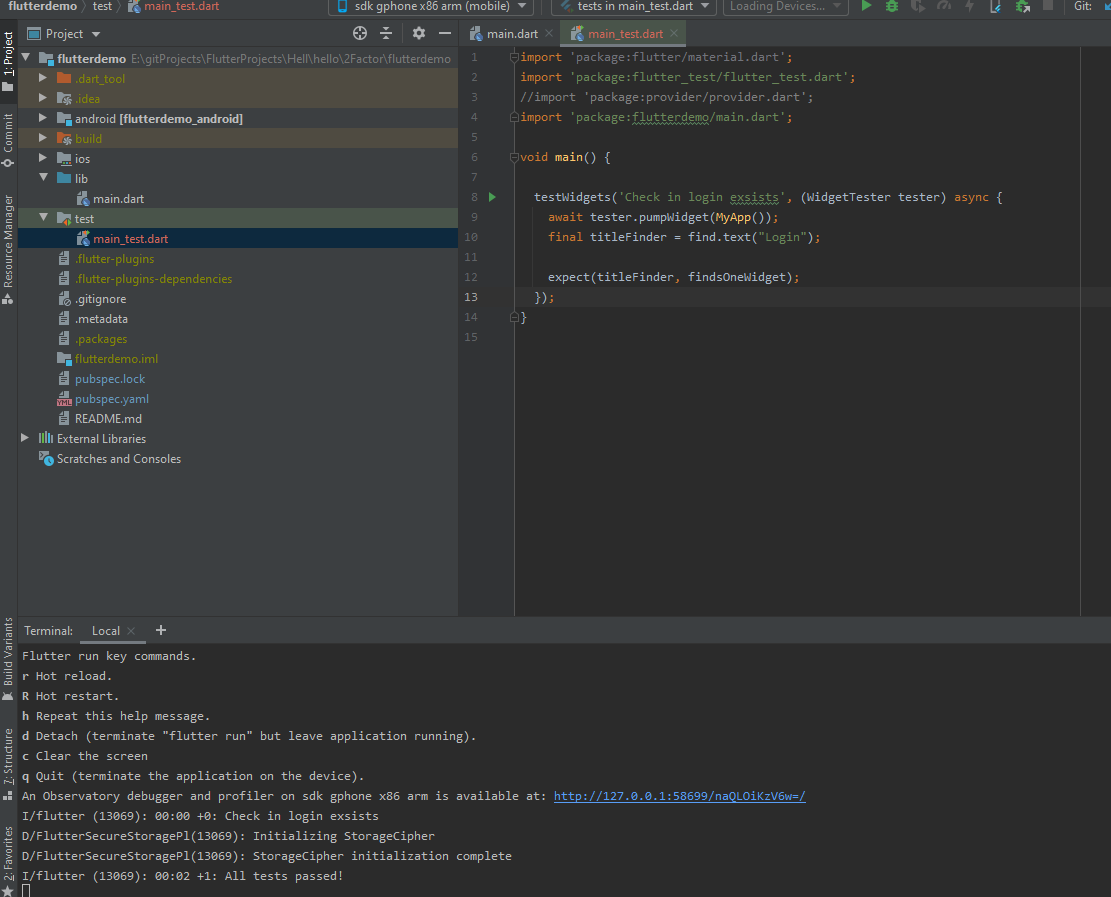 flutterdemo test main_test.dart sdk gphone x86 arm (mobile) tests in main_test.dart Loading Devices... Git:
Project
main.dart main_test.dart
1: Project
Commit
Resource Manager
Build Variants
7: Structure
2: Favorites
flutterdemo E:\gitProjects\FlutterProjects\Hell\hello\2Factor\flutterdemo
.dart_tool
.idea
android [flutterdemo_android]
build
ios
lib
main.dart
test
main_test.dart
.flutter-plugins
.flutter-plugins-dependencies
.gitignore
.metadata
.packages
flutterdemo.iml
pubspec.lock
YML pubspec.yaml
README.md
External Libraries
Scratches and Consoles
1 import 'package:flutter/material.dart';
2 import 'package:flutter_test/flutter_test.dart';
3 //import 'package:provider/provider.dart';
4 import 'package:flutterdemo/main.dart';
5
6 void main() {
7
8 testWidgets('Check in login exsists', (WidgetTester tester) async {
9 await tester.pumpWidget(MyApp());
10 final titleFinder = find.text("Login");
11
12 expect(titleFinder, findsOneWidget);
13 });
14 }
15
Terminal: Local +
Flutter run key commands.
r Hot reload.
R Hot restart.
h Repeat this help message.
d Detach (terminate "flutter run" but leave application running).
c Clear the screen
q Quit (terminate the application on the device).
An Observatory debugger and profiler on sdk gphone x86 arm is available at: http://127.0.0.1:58699/naQLOiKzV6w=/
I/flutter (13069): 00:00 +0: Check in login exsists
D/FlutterSecureStoragePl(13069): Initializing StorageCipher
D/FlutterSecureStoragePl(13069): StorageCipher initialization complete
I/flutter (13069): 00:02 +1: All tests passed!